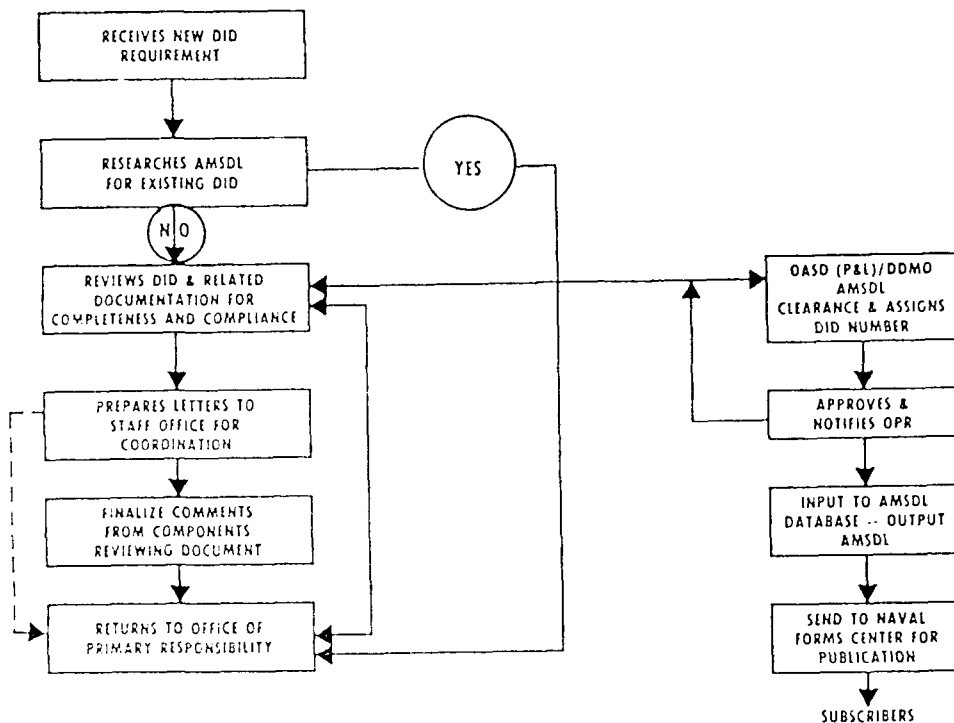 RECEIVES NEW DID
REQUIREMENT
RESEARCHES AMSDL
FOR EXISTING DID
YES
NO
REVIEWS DID & RELATED
DOCUMENTATION FOR
COMPLETENESS AND COMPLIANCE
PREPARES LETTERS TO
STAFF OFFICE FOR
COORDINATION
FINALIZE COMMENTS
FROM COMPONENTS
REVIEWING DOCUMENT
RETURNS TO OFFICE OF
PRIMARY RESPONSIBILITY
OASD (P&L)/DDMO
AMSDL
CLEARANCE & ASSIGNS
DID NUMBER
APPROVES &
NOTIFIES OPR
INPUT TO AMSDL
DATABASE -- OUTPUT
AMSDL
SEND TO NAVAL
FORMS CENTER FOR
PUBLICATION
SUBSCRIBERS